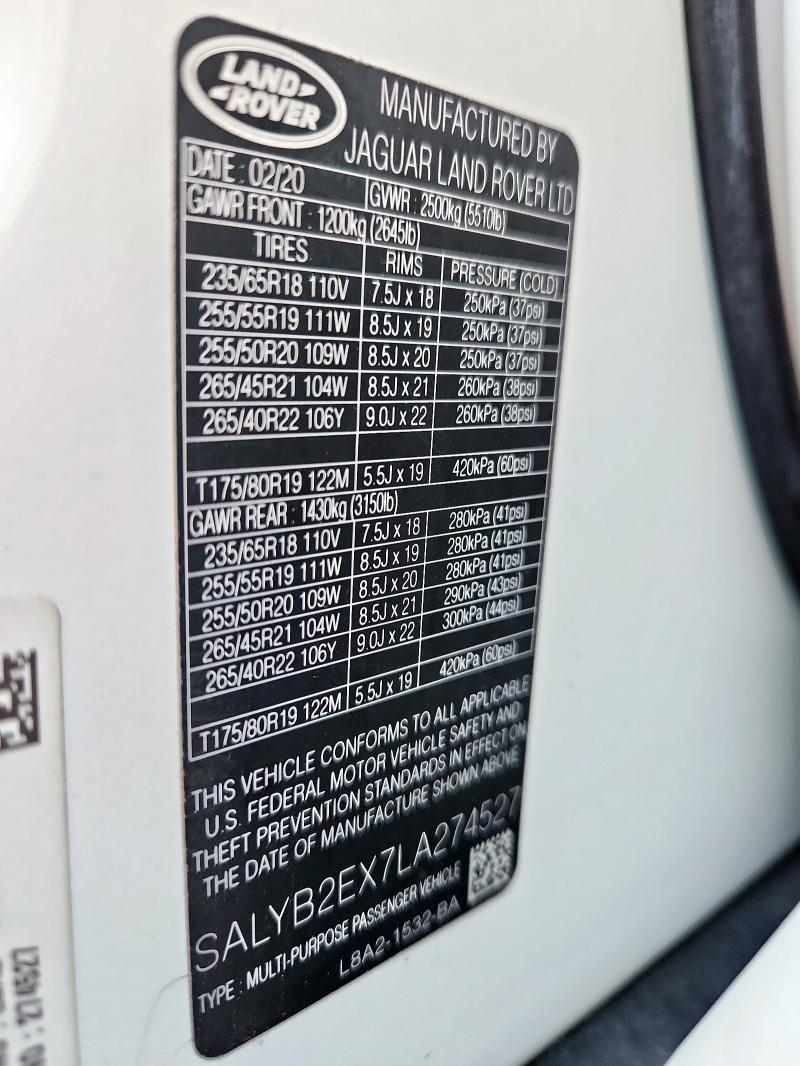 LAND
ROVER
MANUFACTURED BY
JAGUAR LAND ROVER LTD
DATE : 02/20 GVWR : 2500kg (5510lb)
GAWR FRONT : 1200kg (2645lb)
TIRES RIMS PRESSURE (COLD)
235/65R18 110V 7.5J x 18 250kPa (37psi)
255/55R19 111W 8.5J x 19 250kPa (37psi)
255/50R20 109W 8.5J x 20 250kPa (37psi)
265/45R21 104W 8.5J x 21 260kPa (38psi)
265/40R22 106Y 9.0J x 22 260kPa (38psi)
T175/80R19 122M 5.5J x 19 420kPa (60psi)
GAWR REAR : 1430kg (3150lb)
235/65R18 110V 7.5J x 18 280kPa (41psi)
255/55R19 111W 8.5J x 19 280kPa (41psi)
255/50R20 109W 8.5J x 20 280kPa (41psi)
265/45R21 104W 8.5J x 21 290kPa (43psi)
265/40R22 106Y 9.0J x 22 300kPa (44psi)
T175/80R19 122M 5.5J x 19 420kPa (60psi)
THIS VEHICLE CONFORMS TO ALL APPLICABLE
U.S. FEDERAL MOTOR VEHICLE SAFETY AND
THEFT PREVENTION STANDARDS IN EFFECT ON
THE DATE OF MANUFACTURE SHOWN ABOVE
SALYB2EX7LA274527
TYPE : MULTI-PURPOSE PASSENGER VEHICLE
L8A2-1532-BA
: 274527